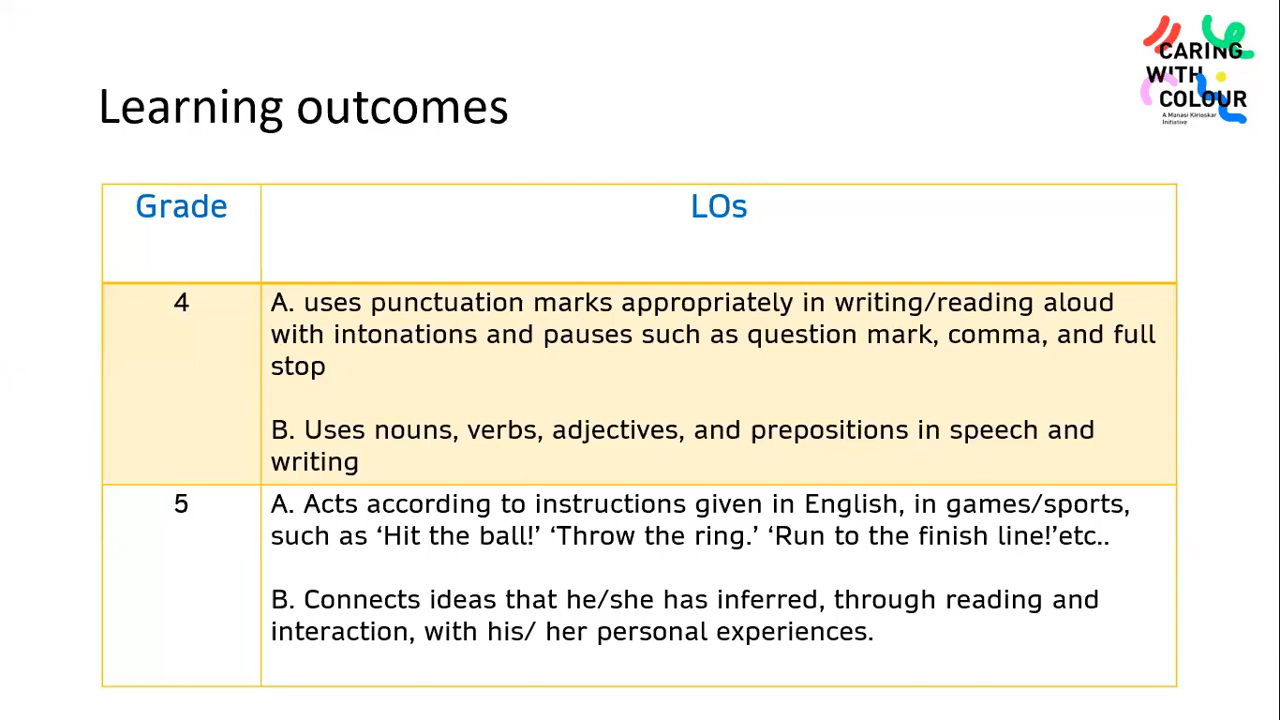 CARING
WITH
COLOUR
A Manasi Kirloskar
Initiative
Learning outcomes
Grade
LOs
4
A. uses punctuation marks appropriately in writing/reading aloud
with intonations and pauses such as question mark, comma, and full
stop
B. Uses nouns, verbs, adjectives, and prepositions in speech and
writing
5
A. Acts according to instructions given in English, in games/sports,
such as ‘Hit the ball!’ ‘Throw the ring.’ ‘Run to the finish line!’etc..
B. Connects ideas that he/she has inferred, through reading and
interaction, with his/ her personal experiences.